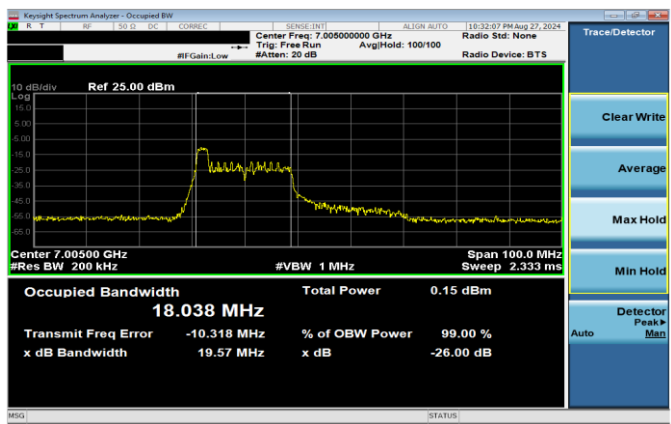 Keysight Spectrum Analyzer - Occupied BW
R T RF 50 Ω DC CORREC SENSE:INT ALIGN AUTO 10:32:07 PM Aug 27, 2024
Center Freq: 7.005000000 GHz Radio Std: None
Trig: Free Run Avg|Hold: 100/100
#IFGain:Low #Atten: 20 dB Radio Device: BTS
10 dB/div Ref 25.00 dBm
Log
15.0
5.00
-5.00
-15.0
-25.0
-35.0
-45.0
-55.0
-65.0
Center 7.00500 GHz Span 100.0 MHz
#Res BW 200 kHz #VBW 1 MHz Sweep 2.333 ms
Occupied Bandwidth Total Power 0.15 dBm
18.038 MHz
Transmit Freq Error -10.318 MHz % of OBW Power 99.00 %
x dB Bandwidth 19.57 MHz x dB -26.00 dB
MSG STATUS
Trace/Detector
Clear Write
Average
Max Hold
Min Hold
Detector
Peak▶
Auto Man